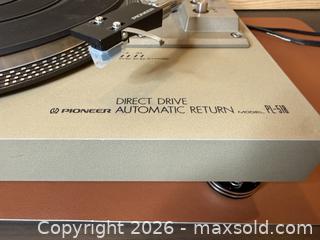 DIRECT DRIVE
PIONEER AUTOMATIC RETURN MODEL PL-518
Copyright © 2026 - maxsold.com